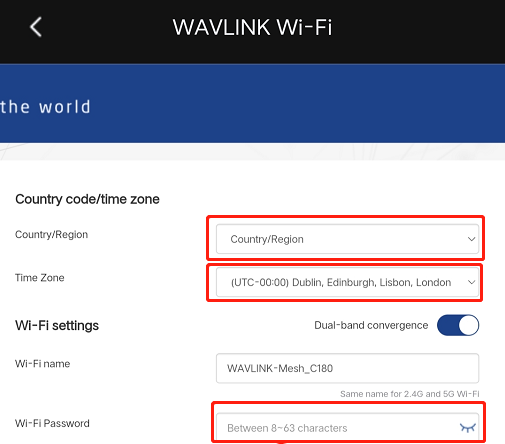 WAVLINK Wi-Fi
the world
Country code/time zone
Country/Region
Country/Region
Time Zone
(UTC-00:00) Dublin, Edinburgh, Lisbon, London
Wi-Fi settings
Dual-band convergence
Wi-Fi name
WAVLINK-Mesh_C180
Same name for 2.4G and 5G Wi-Fi
Wi-Fi Password
Between 8~63 characters